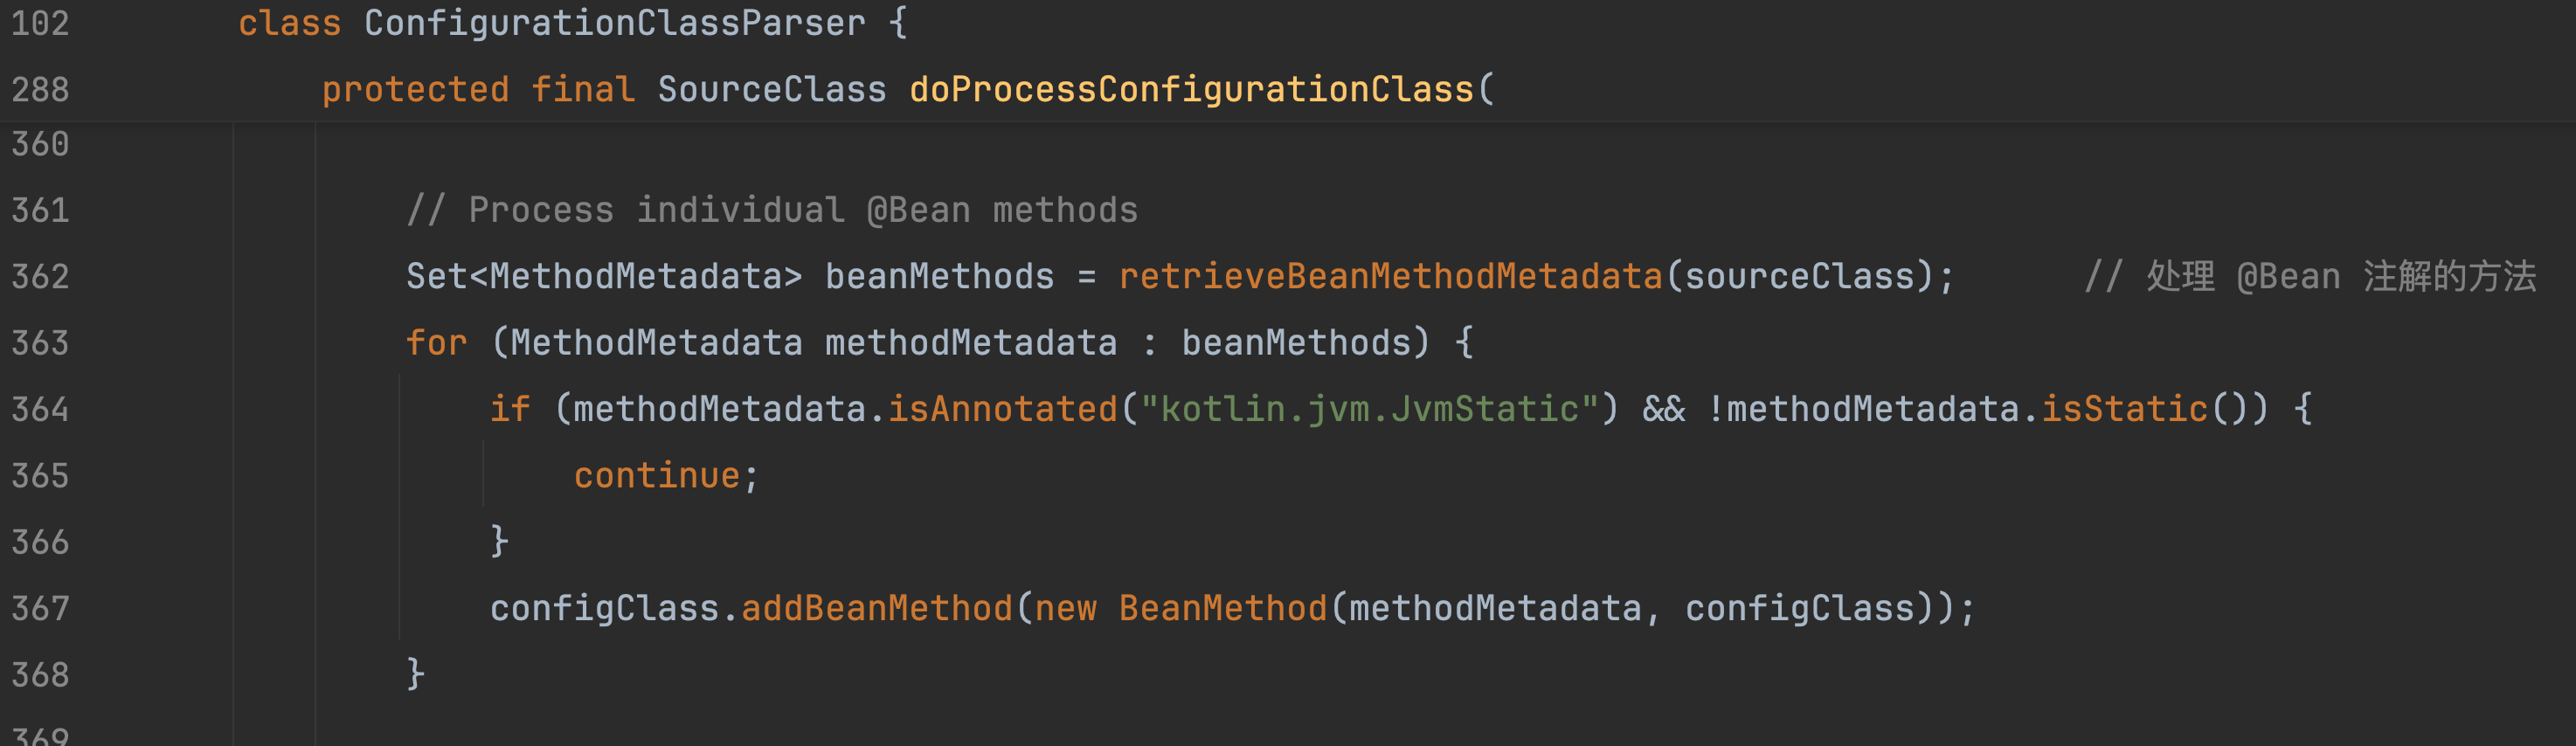 102 class ConfigurationClassParser {
288 protected final SourceClass doProcessConfigurationClass(
360
361 // Process individual @Bean methods
362 Set<MethodMetadata> beanMethods = retrieveBeanMethodMetadata(sourceClass); // 处理 @Bean 注解的方法
363 for (MethodMetadata methodMetadata : beanMethods) {
364 if (methodMetadata.isAnnotated("kotlin.jvm.JvmStatic") && !methodMetadata.isStatic()) {
365 continue;
366 }
367 configClass.addBeanMethod(new BeanMethod(methodMetadata, configClass));
368 }
369